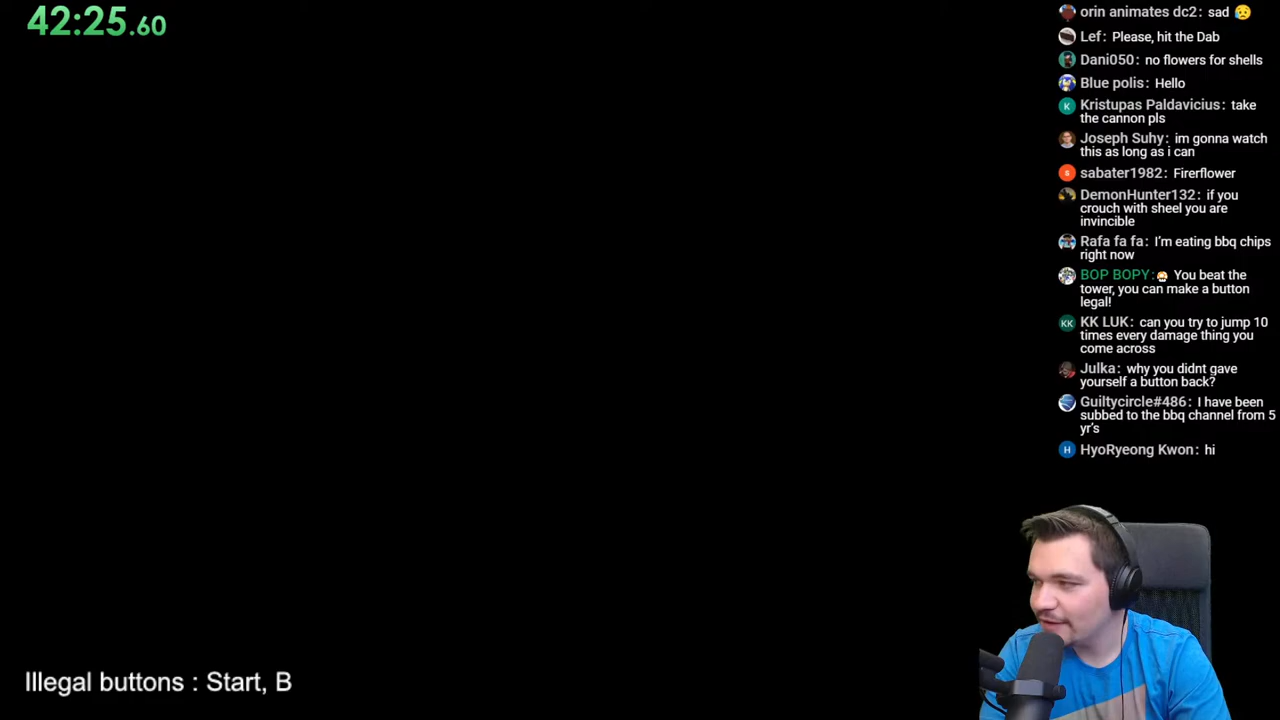 42:25.60
orin animates dc2: sad 😥
Lef: Please, hit the Dab
Dani050: no flowers for shells
Blue polis: Hello
Kristupas Paldavicius: take
the cannon pls
Joseph Suhy: im gonna watch
this as long as i can
sabater1982: Firerflower
DemonHunter132: if you
crouch with sheel you are
invincible
Rafa fa fa: I'm eating bbq chips
right now
BOP BOPY: You beat the
tower, you can make a button
legal!
KK KK LUK: can you try to jump 10
times every damage thing you
come across
Julka: why you didnt gave
yourself a button back?
Guiltycircle#486: I have been
subbed to the bbq channel from 5
yr's
H HyoRyeong Kwon: hi
Illegal buttons : Start, B